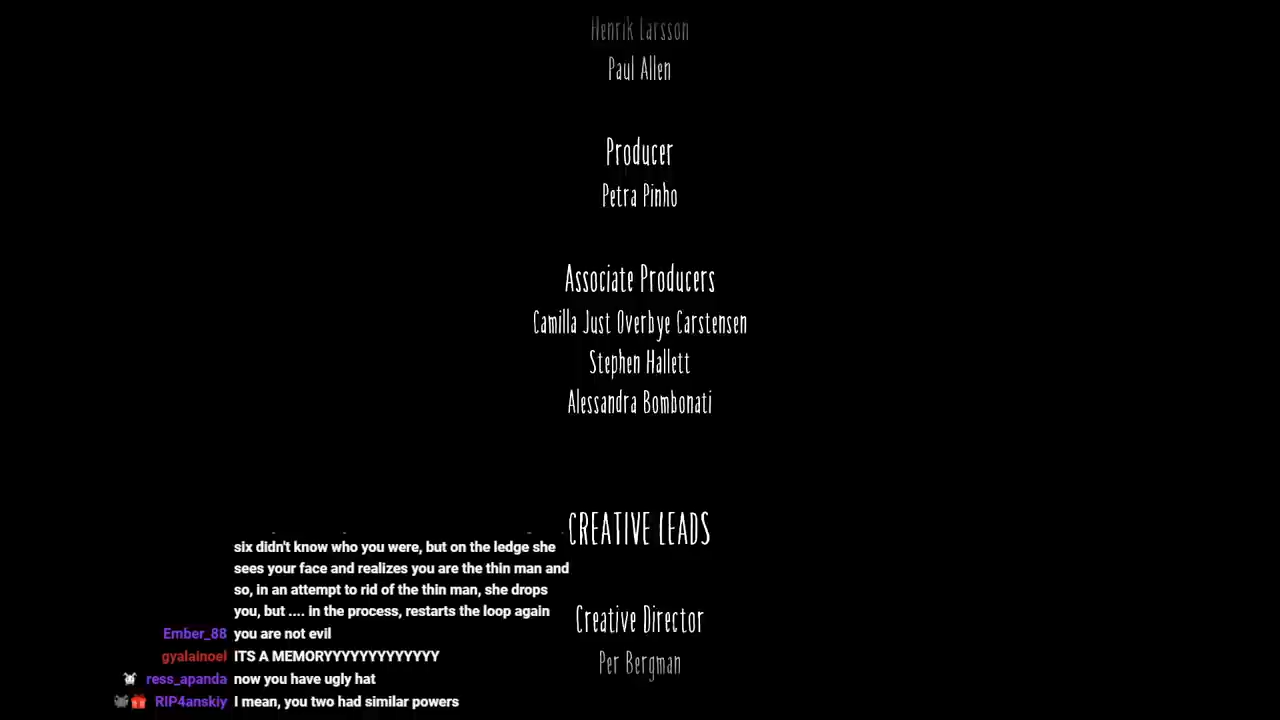 Henrik Larsson
Paul Allen
Producer
Petra Pinho
Associate Producers
Camilla Just Overbye Carstensen
Stephen Hallett
Alessandra Bombonati
CREATIVE LEADS
Creative Director
Per Bergman
six didn't know who you were, but on the ledge she
sees your face and realizes you are the thin man and
so, in an attempt to rid of the thin man, she drops
you, but .... in the process, restarts the loop again
Ember_88 you are not evil
gyalainoel ITS A MEMORYYYYYYYYYYYYY
ress_apanda now you have ugly hat
RIP4anskiy I mean, you two had similar powers